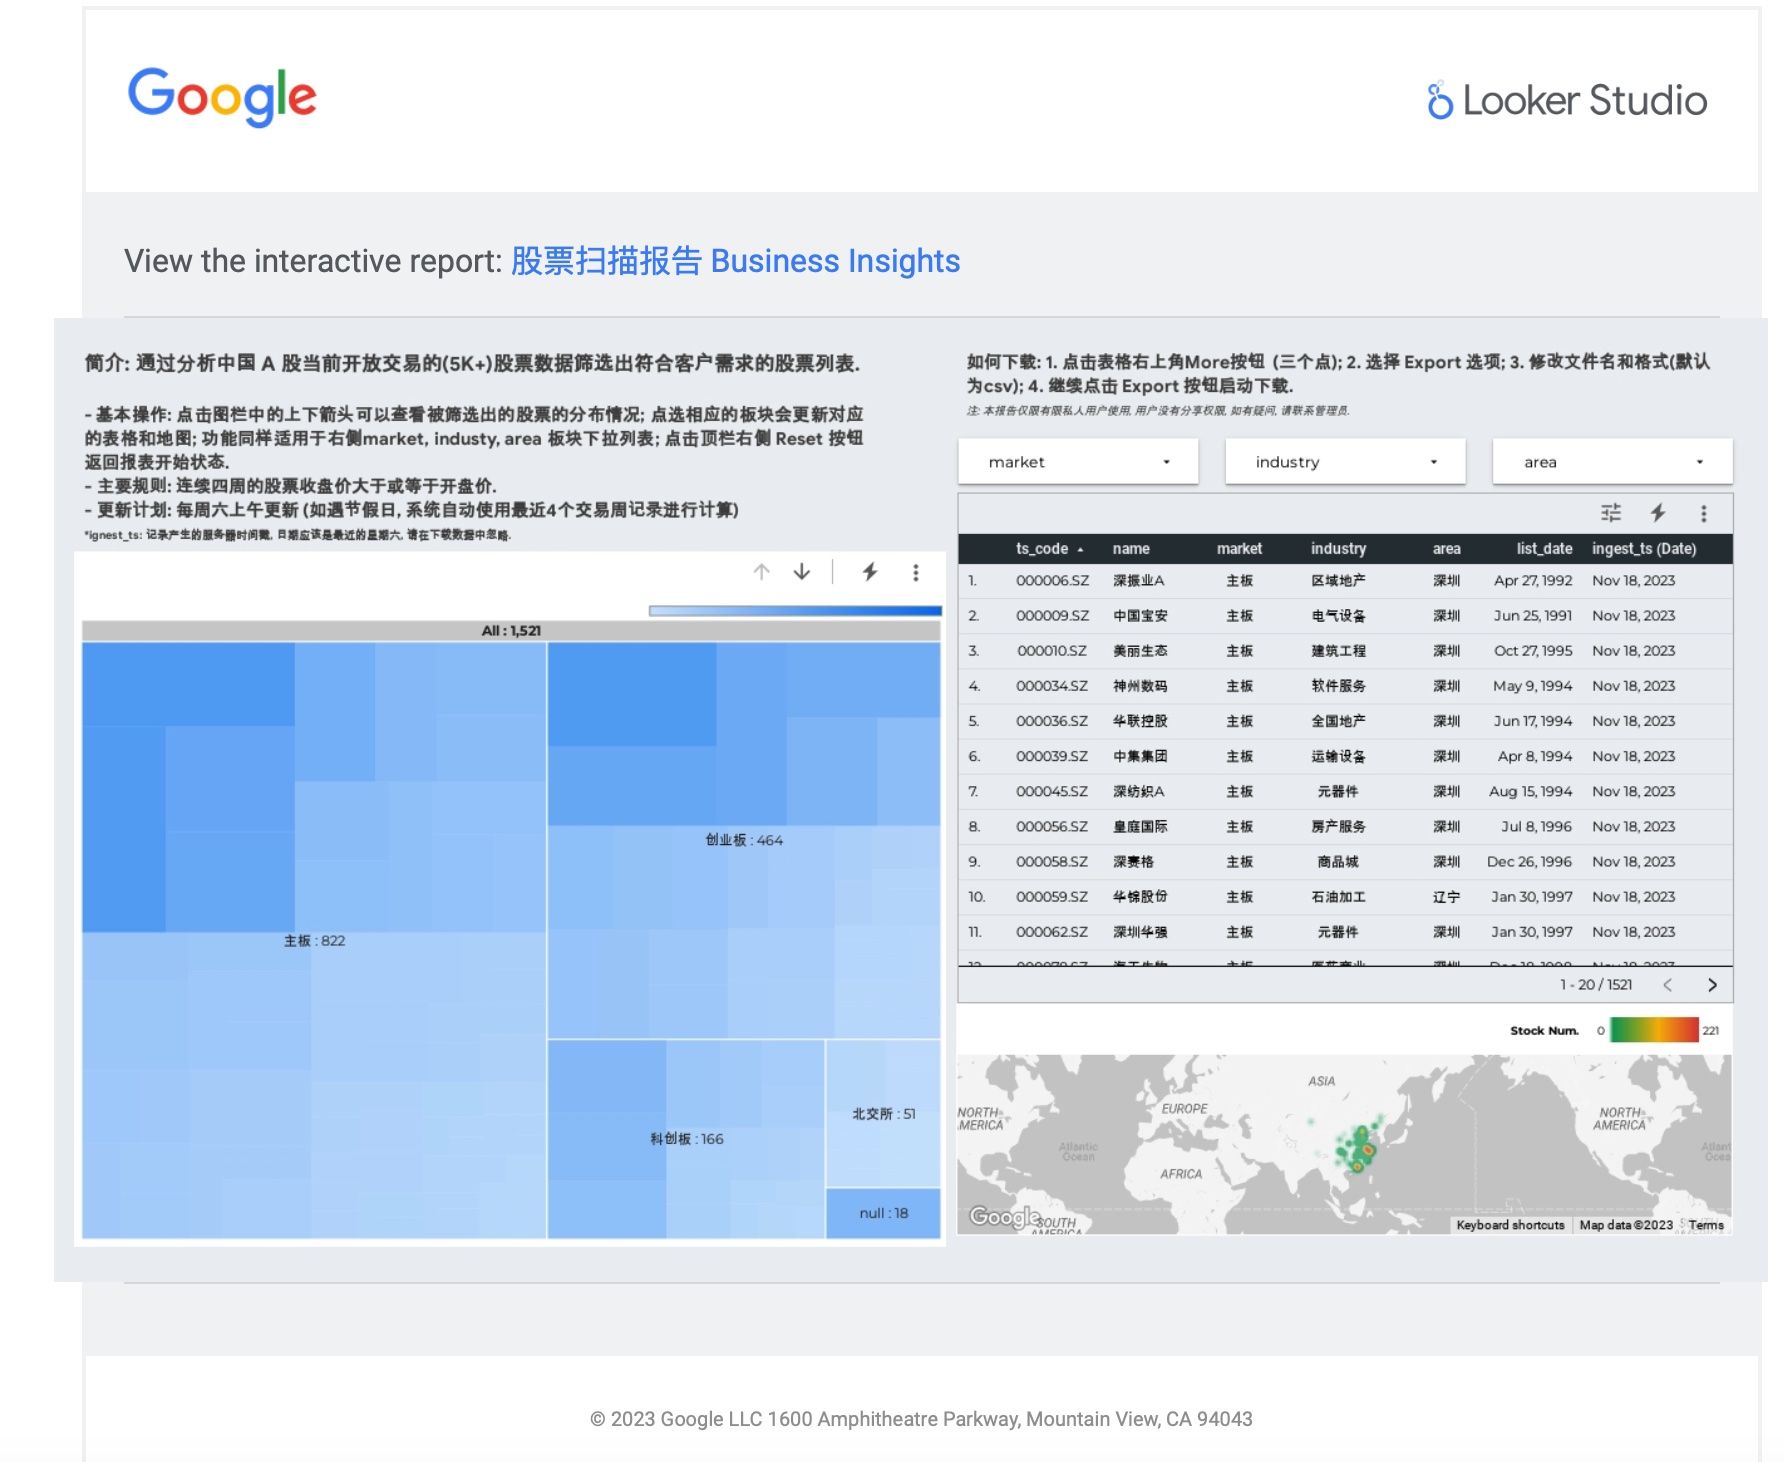 Google
Looker Studio
View the interactive report: 股票扫描报告 Business Insights
简介: 通过分析中国 A 股当前开放交易的(5K+)股票数据筛选出符合客户需求的股票列表.
- 基本操作: 点击图栏中的上下箭头可以查看被筛选出的股票的分布情况; 点选相应的板块会更新对应
的表格和地图; 功能同样适用于右侧market, industy, area 板块下拉列表; 点击顶栏右侧 Reset 按钮
返回报表开始状态.
- 主要规则: 连续四周的股票收盘价大于或等于开盘价.
- 更新计划: 每周六上午更新 (如遇节假日, 系统自动使用最近4个交易周记录进行计算)
*ignest_ts: 记录产生的服务器时间戳, 日期应该是最近的星期六, 请在下载数据中忽略.
All : 1,521
创业板 : 464
主板 : 822
科创板 : 166
北交所 : 51
null : 18
如何下载: 1. 点击表格右上角More按钮 (三个点); 2. 选择 Export 选项; 3. 修改文件名和格式(默认
为csv); 4. 继续点击 Export 按钮启动下载.
注: 本报告仅限有限私人用户使用, 用户没有分享权限, 如有疑问, 请联系管理员.
market industry area
ts_code name market industry area list_date ingest_ts (Date)
1. 000006.SZ 深振业A 主板 区域地产 深圳 Apr 27, 1992 Nov 18, 2023
2. 000009.SZ 中国宝安 主板 电气设备 深圳 Jun 25, 1991 Nov 18, 2023
3. 000010.SZ 美丽生态 主板 建筑工程 深圳 Oct 27, 1995 Nov 18, 2023
4. 000034.SZ 神州数码 主板 软件服务 深圳 May 9, 1994 Nov 18, 2023
5. 000036.SZ 华联控股 主板 全国地产 深圳 Jun 17, 1994 Nov 18, 2023
6. 000039.SZ 中集集团 主板 运输设备 深圳 Apr 8, 1994 Nov 18, 2023
7. 000045.SZ 深纺织A 主板 元器件 深圳 Aug 15, 1994 Nov 18, 2023
8. 000056.SZ 皇庭国际 主板 房产服务 深圳 Jul 8, 1996 Nov 18, 2023
9. 000058.SZ 深赛格 主板 商品城 深圳 Dec 26, 1996 Nov 18, 2023
10. 000059.SZ 华锦股份 主板 石油加工 辽宁 Jan 30, 1997 Nov 18, 2023
11. 000062.SZ 深圳华强 主板 元器件 深圳 Jan 30, 1997 Nov 18, 2023
1 - 20 / 1521
Stock Num. 0 221
ASIA
EUROPE
NORTH
AMERICA
NORTH
AMERICA
Atlantic
Ocean
AFRICA
Google
SOUTH
AMERICA
Keyboard shortcuts Map data ©2023 Terms
© 2023 Google LLC 1600 Amphitheatre Parkway, Mountain View, CA 94043